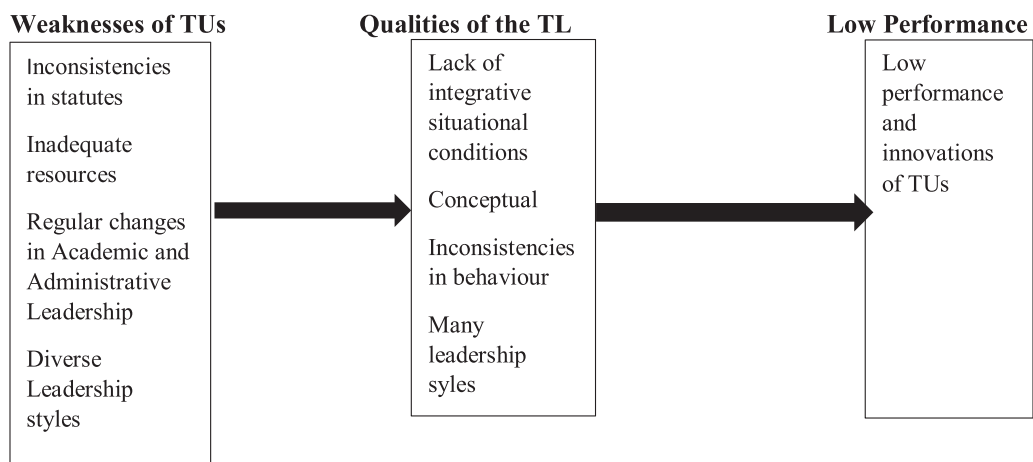 Weaknesses of TUs
Inconsistencies
in statutes
Inadequate
resources
Regular changes
in Academic and
Administrative
Leadership
Diverse
Leadership
styles
Qualities of the TL
Lack of
integrative
situational
conditions
Conceptual
Inconsistencies
in behaviour
Many
leadership
syles
Low Performance
Low
performance
and
innovations
of TUs